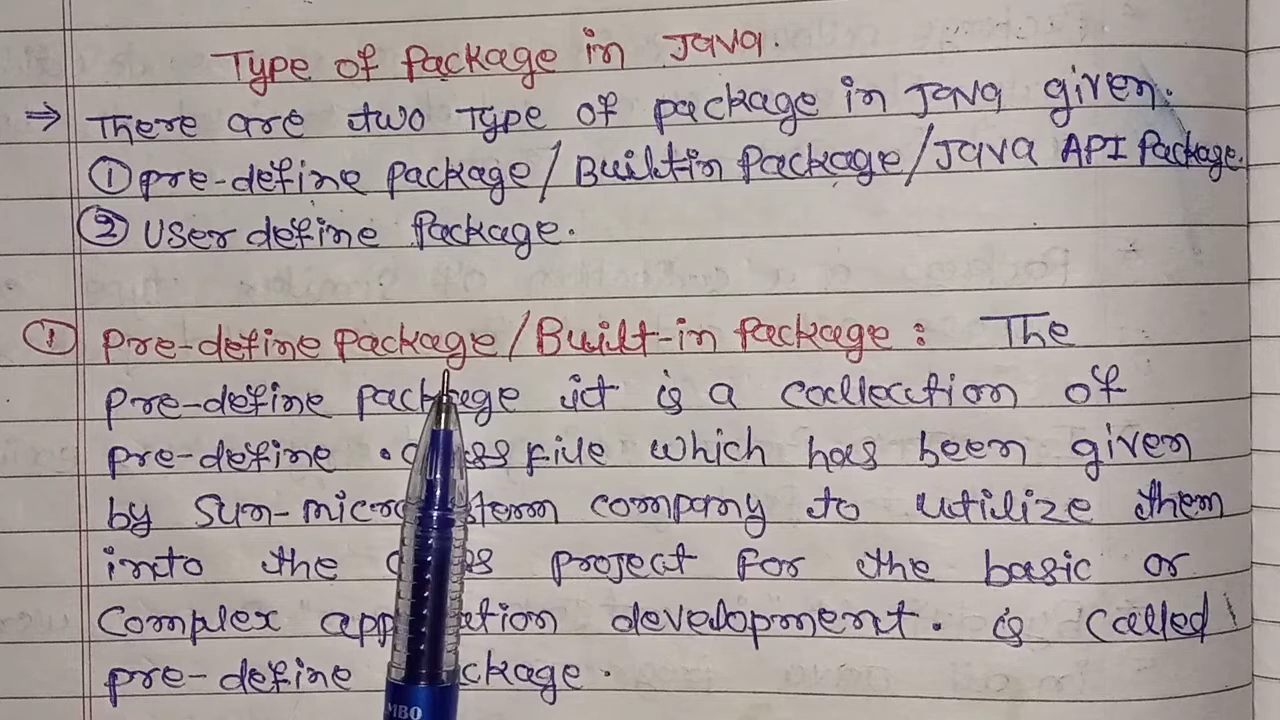 Type of Package in Java.
⇒ There are two Type of package in Java given.
① pre-define package/Built-in Package/Java API Package.
② User define Package.
① Pre-define Package/Built-in Package: The
pre-define package it is a collection of
pre-define file which has been given
by Sun- company to utilize them
into the project for the basic or
Complex development. is called
pre-define .
MBO